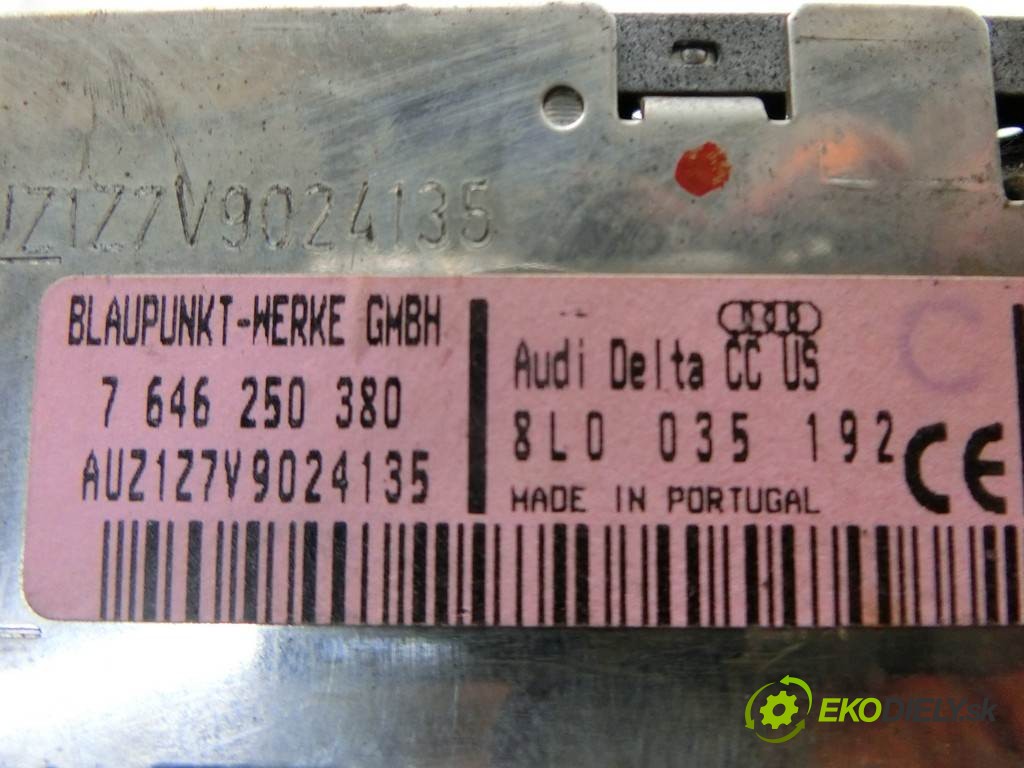 UZ1Z7V9024135
BLAUPUNKT-WERKE GMBH
7 646 250 380
AUZ1Z7V9024135
Audi Delta CC US
8L0 035 192
MADE IN PORTUGAL
CE
C
EKODIELY.sk